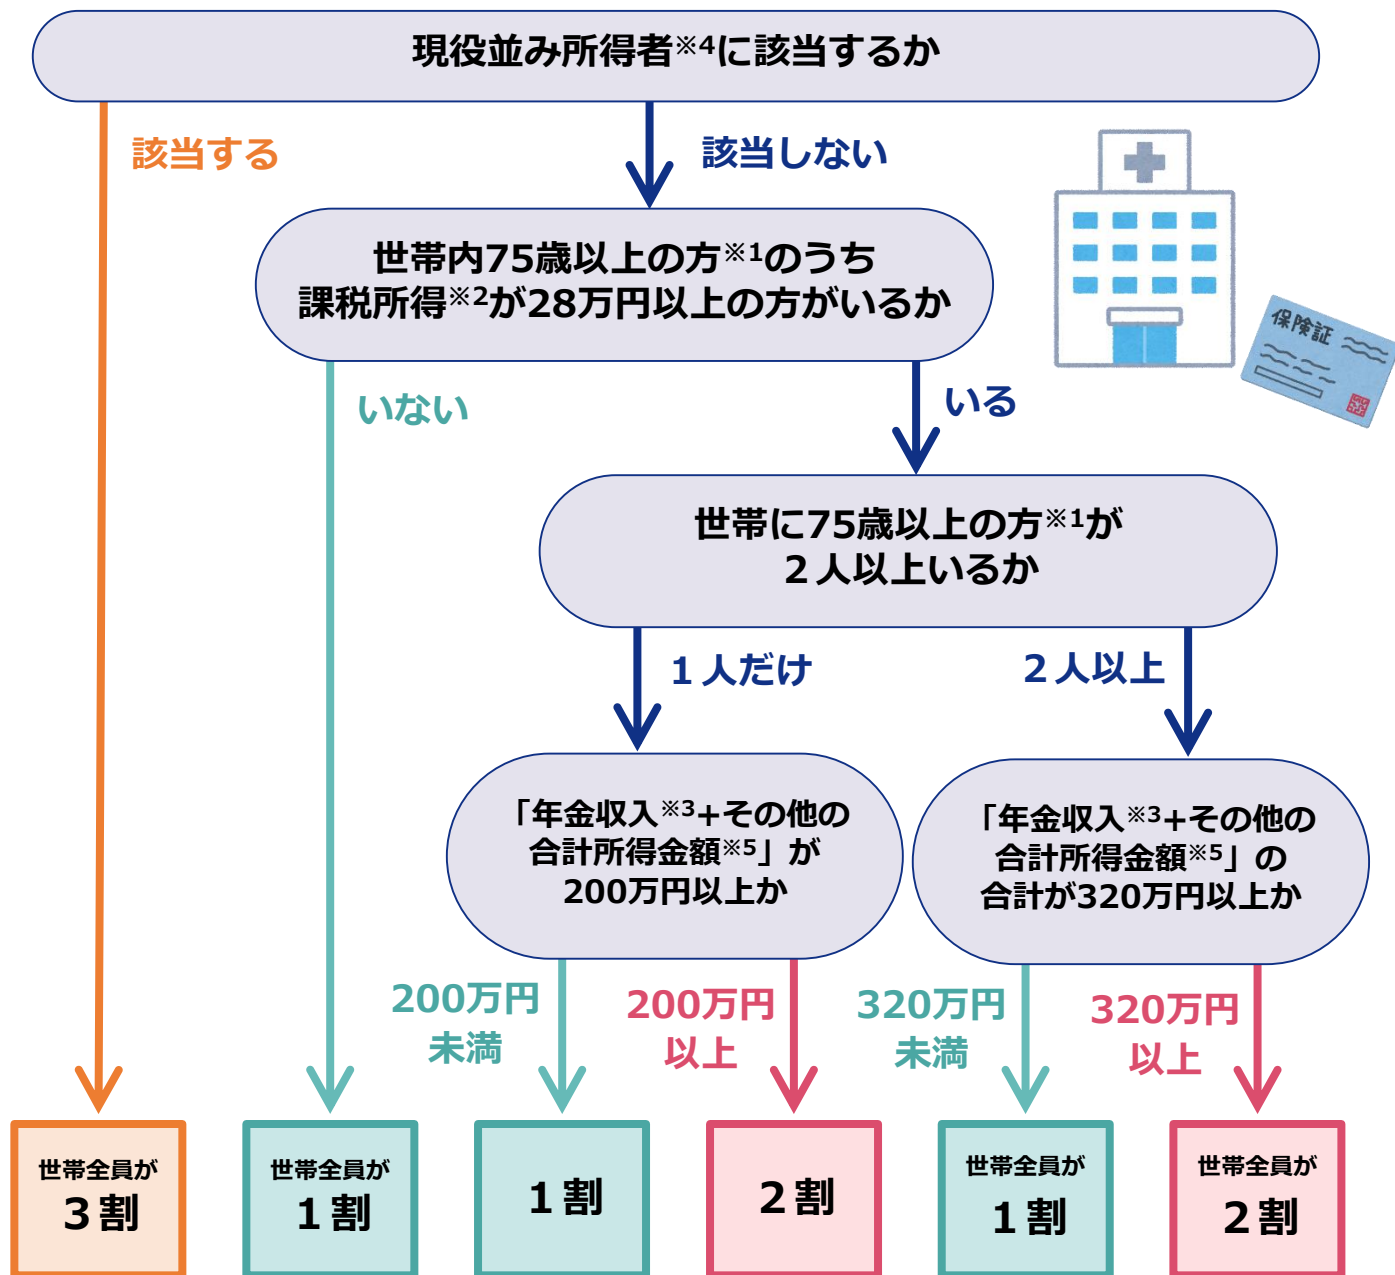 現役並み所得者※4に該当するか
該当する
該当しない
世帯内75歳以上の方※1のうち
課税所得※2が28万円以上の方がいるか
保険証
いない
いる
世帯に75歳以上の方※1が
２人以上いるか
１人だけ
２人以上
「年金収入※3+その他の
合計所得金額※5」が
200万円以上か
「年金収入※3+その他の
合計所得金額※5」の
合計が320万円以上か
200万円
未満
200万円
以上
320万円
未満
320万円
以上
世帯全員が
３割
世帯全員が
１割
１割
２割
世帯全員が
１割
世帯全員が
２割